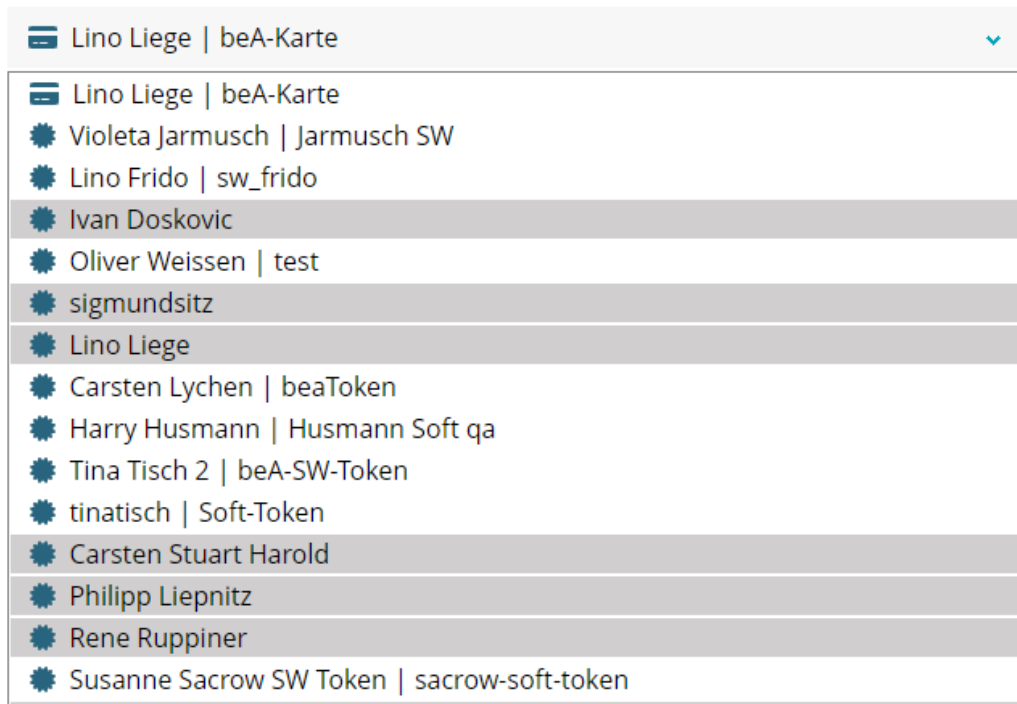 Lino Liege | beA-Karte
Lino Liege | beA-Karte
Violeta Jarmusch | Jarmusch SW
Lino Frido | sw_frido
Ivan Doskovic
Oliver Weissen | test
sigmundsitz
Lino Liege
Carsten Lychen | beaToken
Harry Husmann | Husmann Soft qa
Tina Tisch 2 | beA-SW-Token
tinatisch | Soft-Token
Carsten Stuart Harold
Philipp Liepnitz
Rene Ruppiner
Susanne Sacrow SW Token | sacrow-soft-token